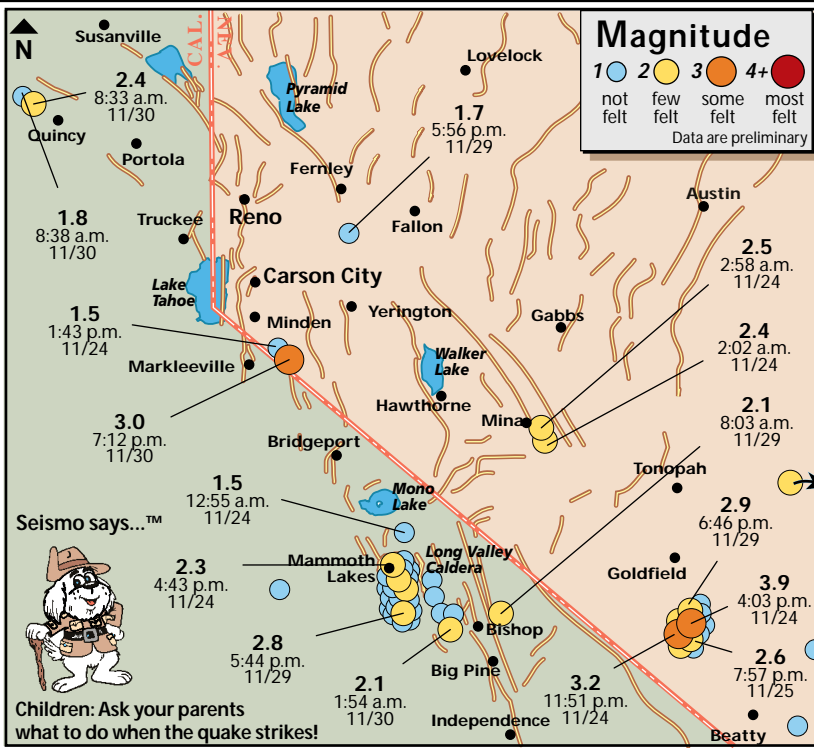 N
Susanville
CAL.
NEV
Lovelock
Magnitude
1 2 3 4+
not felt
few felt
some felt
most felt
Data are preliminary
2.4
8:33 a.m.
11/30
Quincy
Portola
Pyramid
Lake
1.7
5:56 p.m.
11/29
Fernley
Austin
1.8
8:38 a.m.
11/30
Truckee
Reno
Fallon
2.5
2:58 a.m.
11/24
Lake
Tahoe
Carson City
1.5
1:43 p.m.
11/24
Minden
Yerington
Gabbs
2.4
2:02 a.m.
11/24
Markleeville
Walker
Lake
Hawthorne
Mina
2.1
8:03 a.m.
11/29
3.0
7:12 p.m.
11/30
Bridgeport
Tonopah
1.5
12:55 a.m.
11/24
Mono
Lake
2.9
6:46 p.m.
11/29
Seismo says...™
2.3
4:43 p.m.
11/24
Mammoth
Lakes
Long Valley
Caldera
Goldfield
3.9
4:03 p.m.
11/24
2.8
5:44 p.m.
11/29
Bishop
Big Pine
2.6
7:57 p.m.
11/25
2.1
1:54 a.m.
11/30
3.2
11:51 p.m.
11/24
Independence
Beatty
Children: Ask your parents
what to do when the quake strikes!